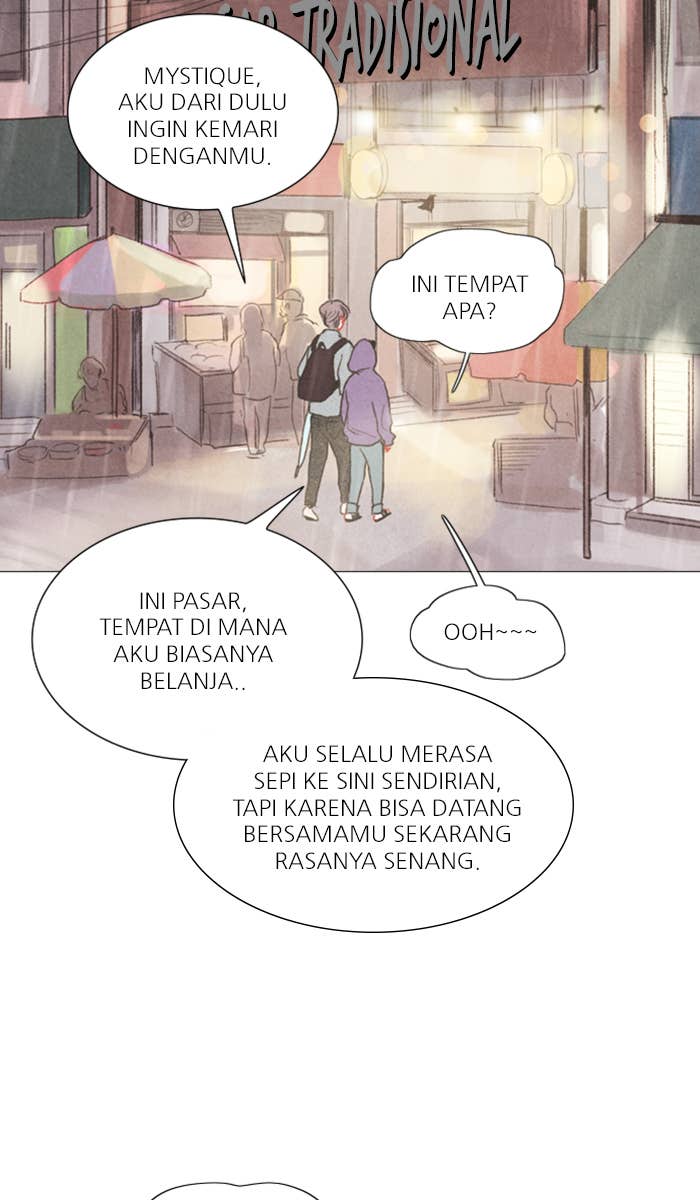 TRADISIONAL
MYSTIQUE,
AKU DARI DULU
INGIN KEMARI
DENGANMU.
INI TEMPAT
APA?
INI PASAR,
TEMPAT DI MANA
AKU BIASANYA
BELANJA..
OOH~~~
AKU SELALU MERASA
SEPI KE SINI SENDIRIAN,
TAPI KARENA BISA DATANG
BERSAMAMU SEKARANG
RASANYA SENANG.